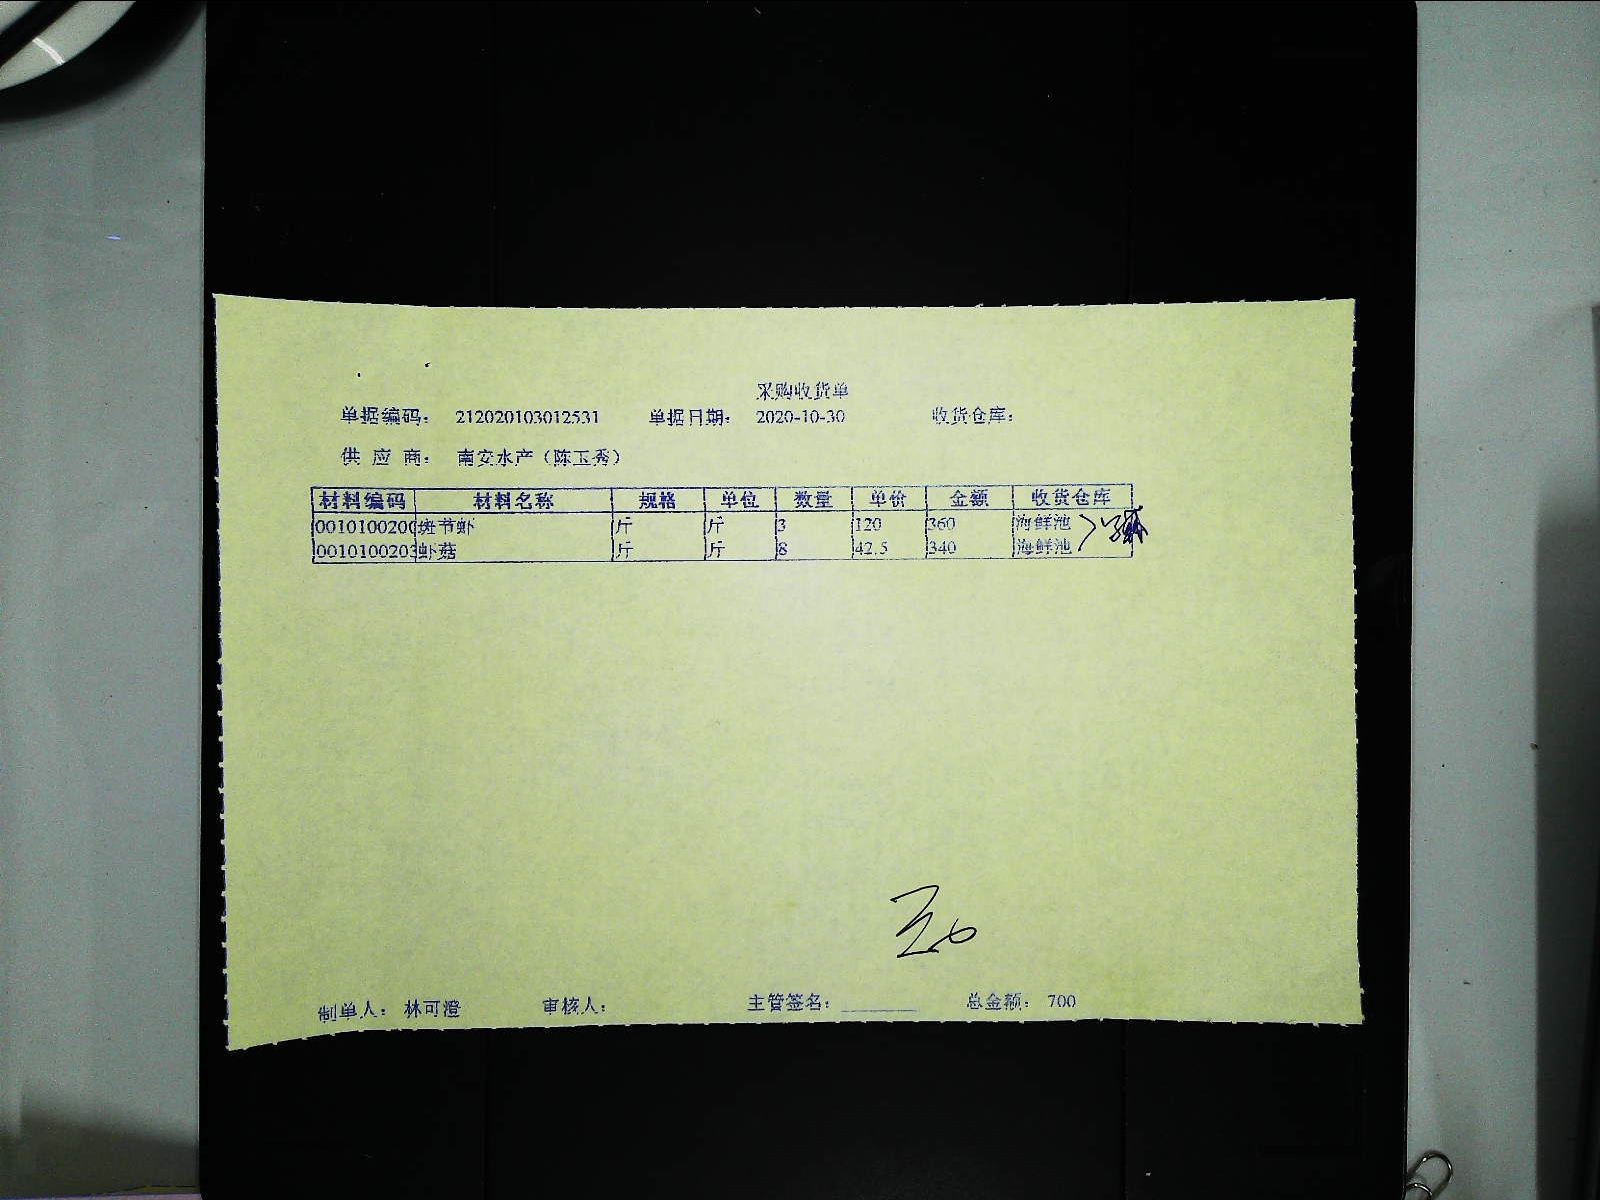 采购收货单
单据编码： 212020103012531 单据日期： 2020-10-30 收货仓库：
供 应 商： 南安水产（陈玉秀）
材料编码 材料名称 规格 单位 数量 单价 金额 收货仓库
0010100200 斑节虾 斤 斤 3 120 360 海鲜池
0010100203 虾菇 斤 斤 8 42.5 340 海鲜池
制单人： 林可澄 审核人： 主管签名： 总金额： 700